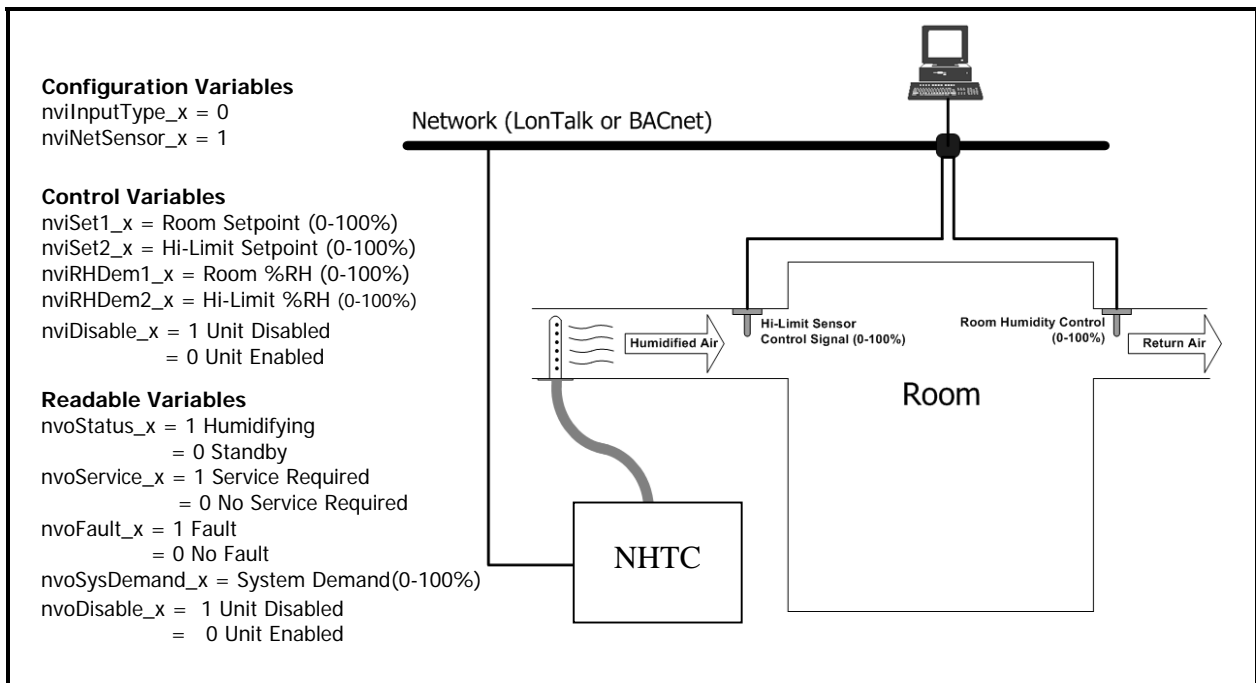 Configuration Variables
nviInputType_x = 0
nviNetSensor_x = 1
Control Variables
nviSet1_x = Room Setpoint (0-100%)
nviSet2_x = Hi-Limit Setpoint (0-100%)
nviRHDem1_x = Room %RH (0-100%)
nviRHDem2_x = Hi-Limit %RH (0-100%)
nviDisable_x = 1 Unit Disabled
= 0 Unit Enabled
Readable Variables
nvoStatus_x = 1 Humidifying
= 0 Standby
nvoService_x = 1 Service Required
= 0 No Service Required
nvoFault_x = 1 Fault
= 0 No Fault
nvoSysDemand_x = System Demand(0-100%)
nvoDisable_x = 1 Unit Disabled
= 0 Unit Enabled
Network (LonTalk or BACnet)
Humidified Air
Hi-Limit Sensor
Control Signal (0-100%)
Room Humidity Control
(0-100%)
Return Air
Room
NHTC